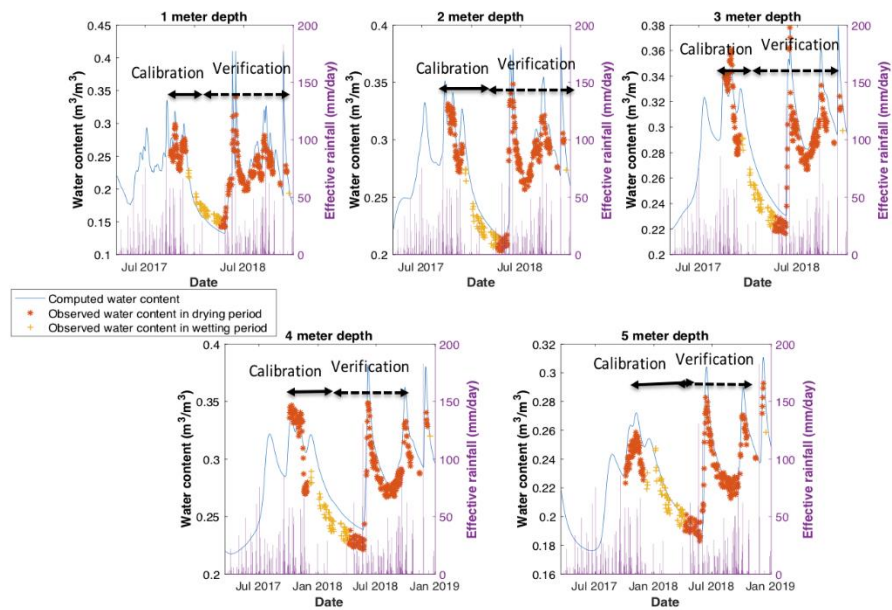 1 meter depth
2 meter depth
3 meter depth
Calibration
Verification
Calibration
Verification
Calibration
Verification
Water content (m³/m³)
0.45
0.4
0.35
0.3
0.25
0.2
0.15
0.1
200
150
100
50
0
Effective rainfall (mm/day)
Jul 2017
Jul 2018
Date
Water content (m³/m³)
0.4
0.35
0.3
0.25
0.2
200
150
100
50
0
Effective rainfall (mm/day)
Jul 2017
Jul 2018
Date
Water content (m³/m³)
0.38
0.36
0.34
0.32
0.3
0.28
0.26
0.24
0.22
0.2
200
150
100
50
0
Effective rainfall (mm/day)
Jul 2017
Jul 2018
Date
Computed water content
Observed water content in drying period
Observed water content in wetting period
4 meter depth
5 meter depth
Calibration
Verification
Calibration
Verification
Water content (m³/m³)
0.4
0.35
0.3
0.25
0.2
200
150
100
50
0
Effective rainfall (mm/day)
Jul 2017
Jan 2018
Jul 2018
Jan 2019
Date
Water content (m³/m³)
0.32
0.3
0.28
0.26
0.24
0.22
0.2
0.18
0.16
200
150
100
50
0
Effective rainfall (mm/day)
Jul 2017
Jan 2018
Jul 2018
Jan 2019
Date